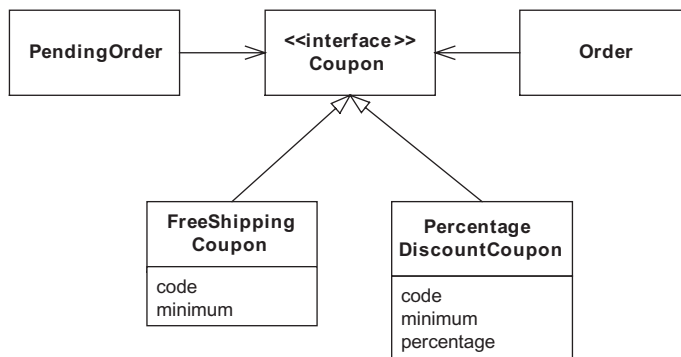 PendingOrder
<<interface>>
Coupon
Order
FreeShipping
Coupon
code
minimum
Percentage
DiscountCoupon
code
minimum
percentage